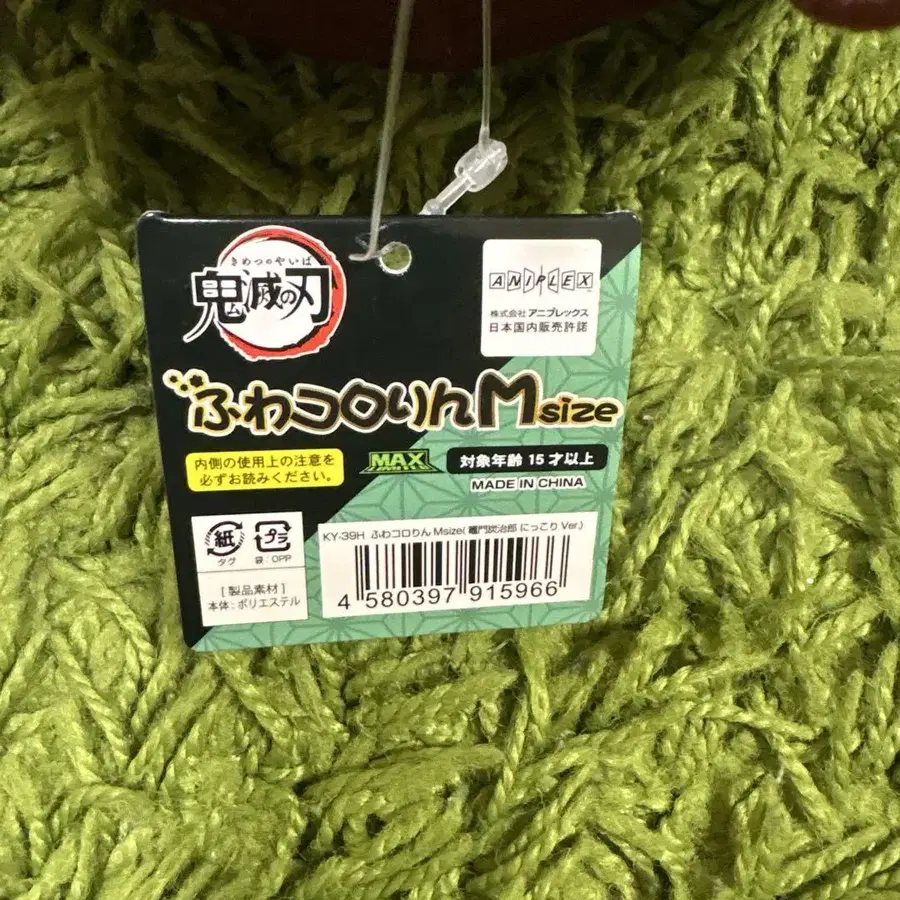 きめつのやいば
鬼滅の刃
ANIPLEX
株式会社 アニプレックス
日本国内販売許諾
ふわコロりんMsize
内側の使用上の注意を
必ずお読みください。
MAX
LIMITED
対象年齢 15 才以上
MADE IN CHINA
紙
タグ
プラ
袋:OPP
[製品素材]
本体:ポリエステル
KY-39H ふわコロりん Msize( 竈門炭治郎 にっこり Ver.)
4 580397 915966